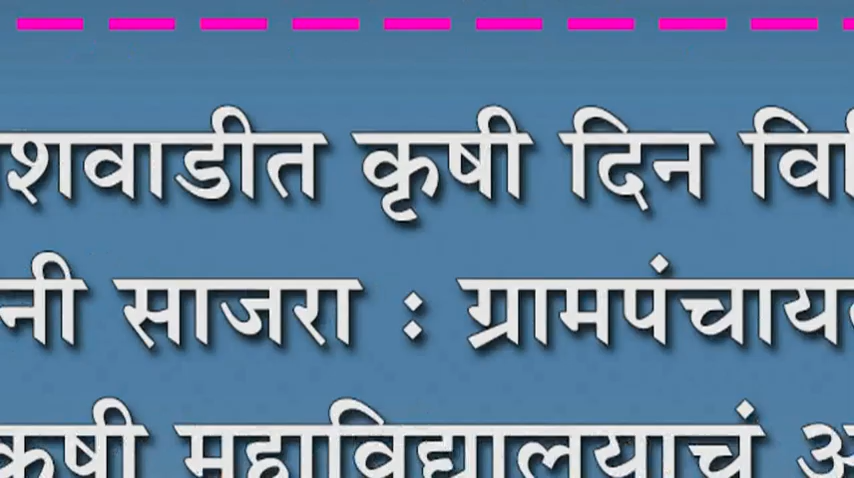 शवाडीत कृषी दिन वि
नी साजरा : ग्रामपंचाय
कृषी महाविद्यालयाचं अ